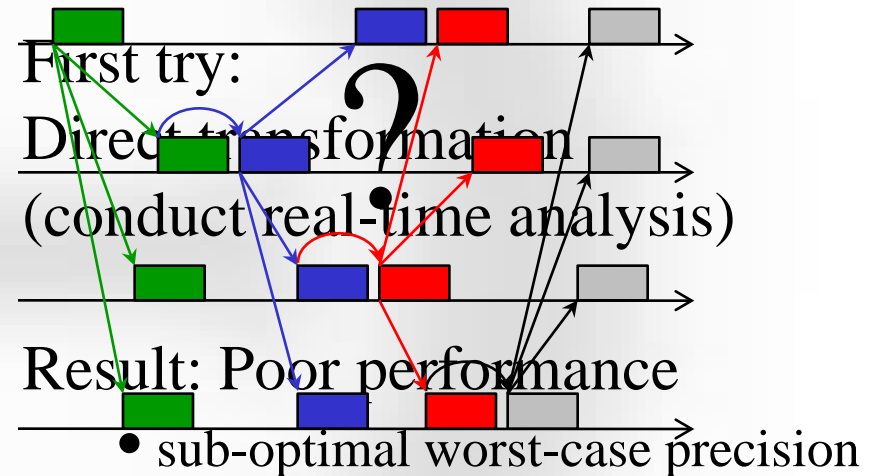 First try:
?
Direct transformation
(conduct real-time analysis)
Result: Poor performance
• sub-optimal worst-case precision